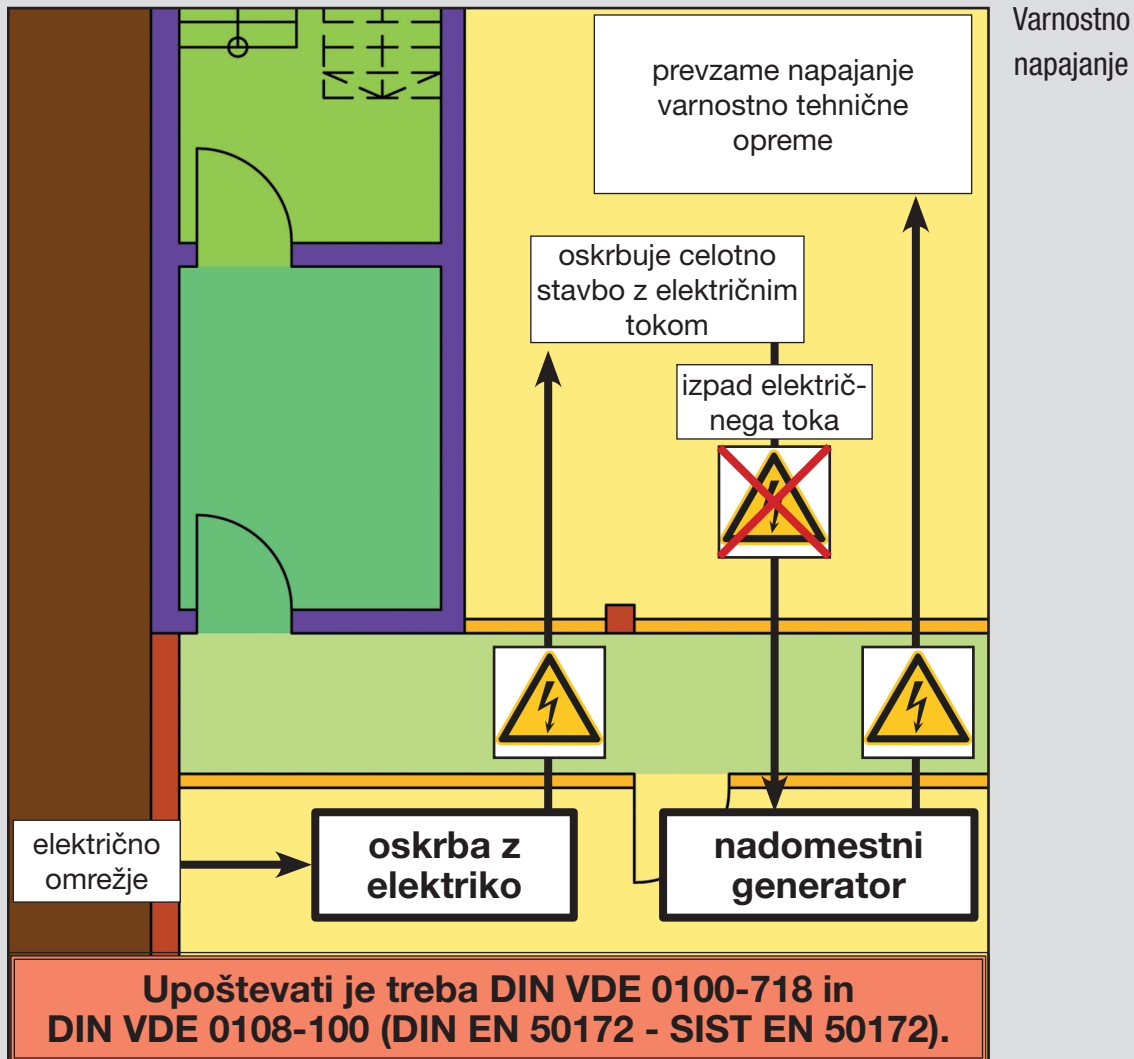 Varnostno
napajanje
prevzame napajanje
varnostno tehnične
opreme
oskrbuje celotno
stavbo z električnim
tokom
izpad električ-
nega toka
električno
omrežje
oskrba z
elektriko
nadomestni
generator
Upoštevati je treba DIN VDE 0100-718 in
DIN VDE 0108-100 (DIN EN 50172 - SIST EN 50172).